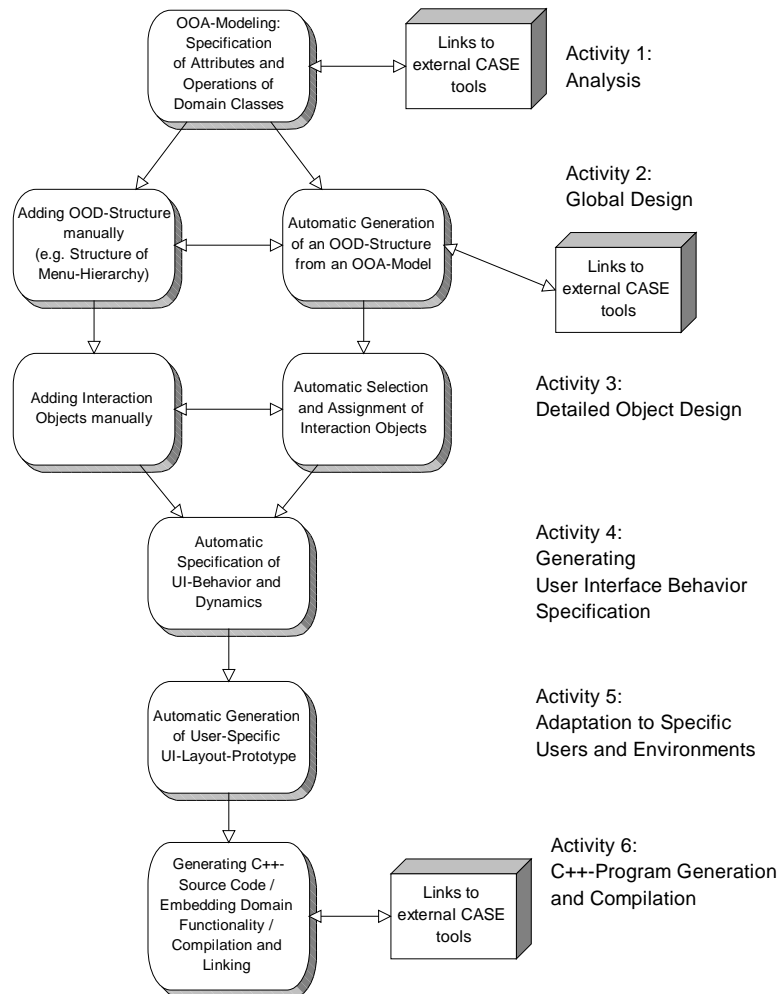 OOA-Modeling:
Specification
of Attributes and
Operations of
Domain Classes
Links to
external CASE
tools
Activity 1:
Analysis
Adding OOD-Structure
manually
(e.g. Structure of
Menu-Hierarchy)
Automatic Generation
of an OOD-Structure
from an OOA-Model
Activity 2:
Global Design
Links to
external CASE
tools
Adding Interaction
Objects manually
Automatic Selection
and Assignment of
Interaction Objects
Activity 3:
Detailed Object Design
Automatic
Specification of
UI-Behavior and
Dynamics
Activity 4:
Generating
User Interface Behavior
Specification
Automatic Generation
of User-Specific
UI-Layout-Prototype
Activity 5:
Adaptation to Specific
Users and Environments
Generating C++-
Source Code /
Embedding Domain
Functionality /
Compilation and
Linking
Links to
external CASE
tools
Activity 6:
C++-Program Generation
and Compilation